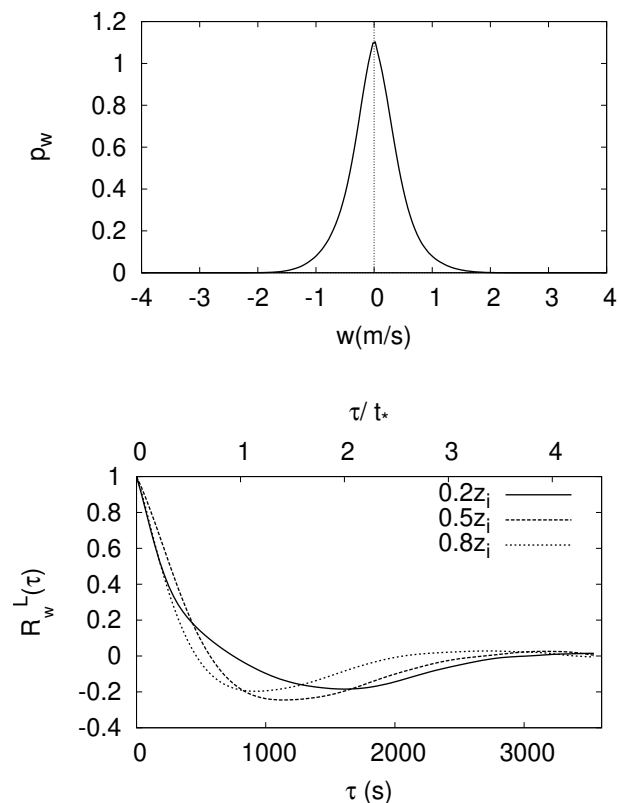 1.2
1
0.8
0.6
0.4
0.2
0
p_w
-4 -3 -2 -1 0 1 2 3 4
w(m/s)
τ/ t_*
0 1 2 3 4
1
0.8
0.6
0.4
0.2
0
-0.2
-0.4
R_w^L(τ)
0.2z_i
0.5z_i
0.8z_i
0 1000 2000 3000
τ (s)